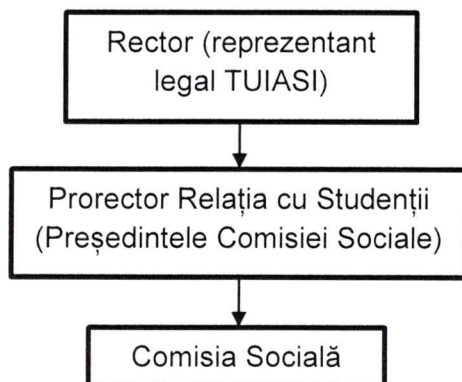 Rector (reprezentant
legal TUIASI)
Prorector Relația cu Studenții
(Președintele Comisiei Sociale)
Comisia Socială